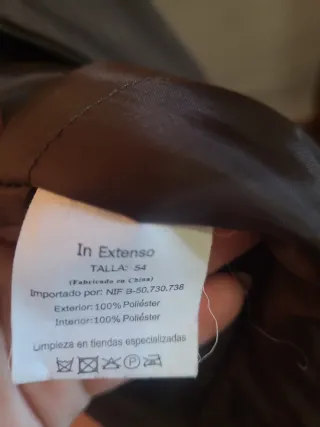 In Extenso
TALLA: 54
(Fabricado en China)
Importado por: NIF B-50.730.738
Exterior:100% Poliéster
Interior:100% Poliéster
Limpieza en tiendas especializadas
P